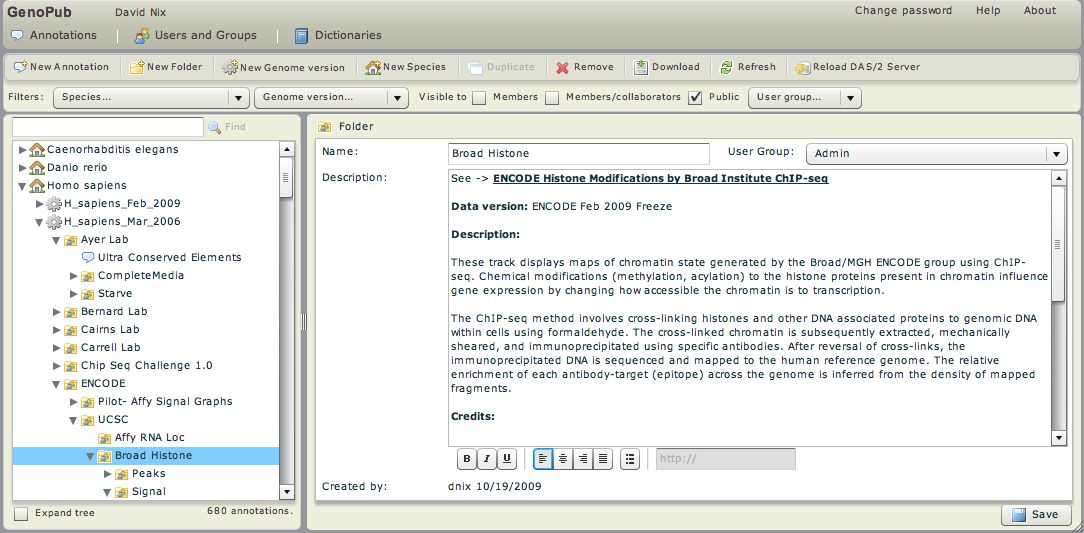 GenoPub David Nix Change password Help About
Annotations Users and Groups Dictionaries
New Annotation New Folder New Genome version New Species Duplicate Remove Download Refresh Reload DAS/2 Server
Filters: Species... Genome version... Visible to Members Members/collaborators Public User group...
Find
Caenorhabditis elegans
Danio rerio
Homo sapiens
H_sapiens_Feb_2009
H_sapiens_Mar_2006
Ayer Lab
Ultra Conserved Elements
CompleteMedia
Starve
Bernard Lab
Cairns Lab
Carrell Lab
Chip Seq Challenge 1.0
ENCODE
Pilot- Affy Signal Graphs
UCSC
Affy RNA Loc
Broad Histone
Peaks
Signal
Expand tree 680 annotations.
Folder
Name: Broad Histone User Group: Admin
Description:
See -> ENCODE Histone Modifications by Broad Institute ChIP-seq
Data version: ENCODE Feb 2009 Freeze
Description:
These track displays maps of chromatin state generated by the Broad/MGH ENCODE group using ChIP-
seq. Chemical modifications (methylation, acylation) to the histone proteins present in chromatin influence
gene expression by changing how accessible the chromatin is to transcription.
The ChIP-seq method involves cross-linking histones and other DNA associated proteins to genomic DNA
within cells using formaldehyde. The cross-linked chromatin is subsequently extracted, mechanically
sheared, and immunoprecipitated using specific antibodies. After reversal of cross-links, the
immunoprecipitated DNA is sequenced and mapped to the human reference genome. The relative
enrichment of each antibody-target (epitope) across the genome is inferred from the density of mapped
fragments.
Credits:
B I U http://
Created by: dnix 10/19/2009
Save